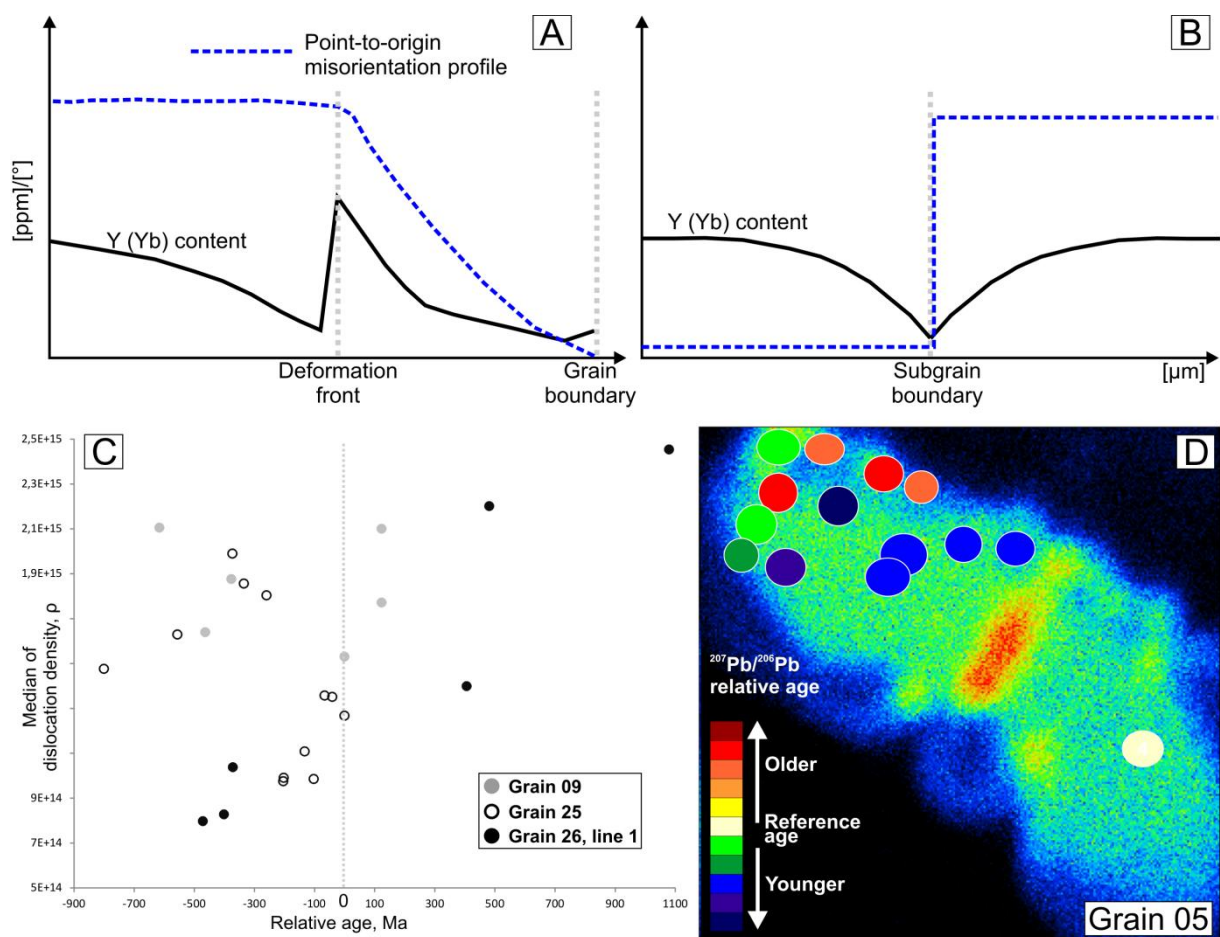 A
Point-to-origin
misorientation profile
[ppm]/[°]
Y (Yb) content
Deformation
front
Grain
boundary
B
Y (Yb) content
Subgrain
boundary
[µm]
C
Median of
dislocation density, ρ
2,5E+15
2,3E+15
2,1E+15
1,9E+15
9E+14
7E+14
5E+14
-900
-700
-500
-300
-100
0
100
300
500
700
900
1100
Relative age, Ma
Grain 09
Grain 25
Grain 26, line 1
D
²⁰⁷Pb/²⁰⁶Pb
relative age
Older
Reference
age
Younger
Grain 05